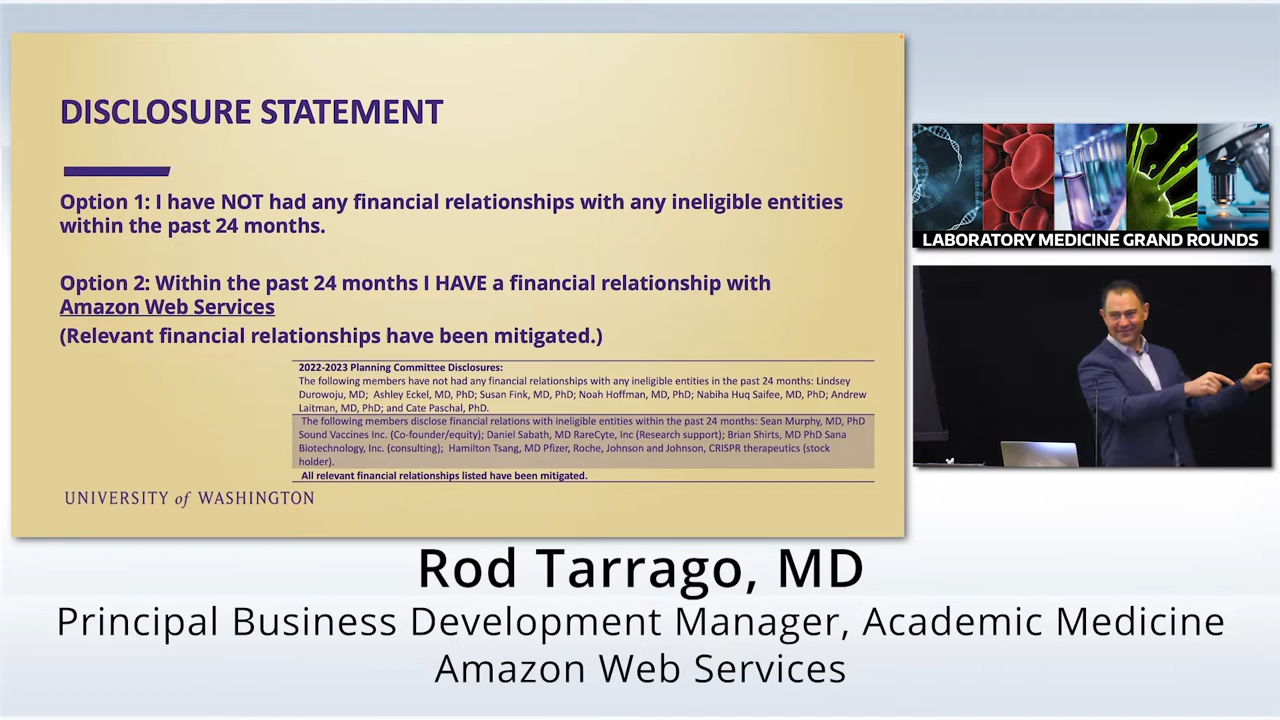 DISCLOSURE STATEMENT
Option 1: I have NOT had any financial relationships with any ineligible entities
within the past 24 months.
Option 2: Within the past 24 months I HAVE a financial relationship with
Amazon Web Services
(Relevant financial relationships have been mitigated.)
2022-2023 Planning Committee Disclosures:
The following members have not had any financial relationships with any ineligible entities in the past 24 months: Lindsey
Durowoju, MD;  Ashley Eckel, MD, PhD; Susan Fink, MD, PhD; Noah Hoffman, MD, PhD; Nabiha Huq Saifee, MD, PhD; Andrew
Laitman, MD, PhD; and Cate Paschal, PhD.
The following members disclose financial relations with ineligible entities within the past 24 months: Sean Murphy, MD, PhD
Sound Vaccines Inc. (Co-founder/equity); Daniel Sabath, MD RareCyte, Inc (Research support); Brian Shirts, MD PhD Sana
Biotechnology, Inc. (consulting);  Hamilton Tsang, MD Pfizer, Roche, Johnson and Johnson, CRISPR therapeutics (stock
holder).
All relevant financial relationships listed have been mitigated.
UNIVERSITY of WASHINGTON
LABORATORY MEDICINE GRAND ROUNDS
Rod Tarrago, MD
Principal Business Development Manager, Academic Medicine
Amazon Web Services